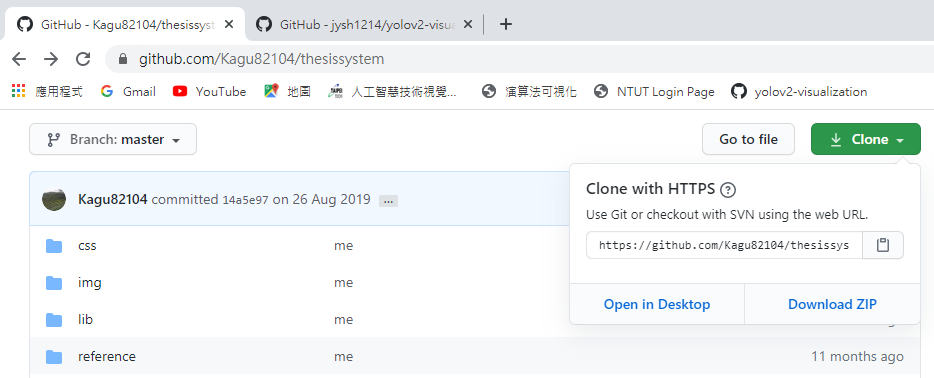 GitHub - Kagu82104/thesissyst
GitHub - jysh1214/yolov2-visua
github.com/Kagu82104/thesissystem
應用程式 Gmail YouTube 地圖 人工智慧技術視覺... 演算法可視化 NTUT Login Page yolov2-visualization
Branch: master
Go to file
Clone
Kagu82104 committed 14a5e97 on 26 Aug 2019 ...
Clone with HTTPS ?
Use Git or checkout with SVN using the web URL.
https://github.com/Kagu82104/thesissys
Open in Desktop
Download ZIP
css me
img me
lib me
reference me 11 months ago